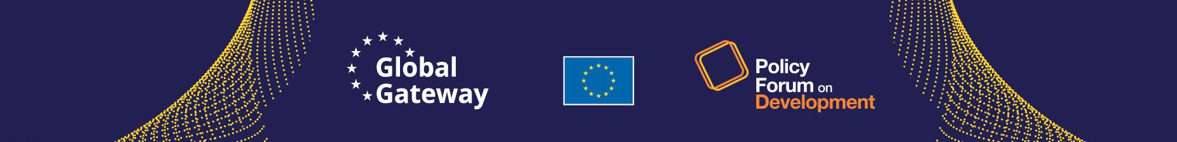 Global
Gateway
Policy
Forum on
Development